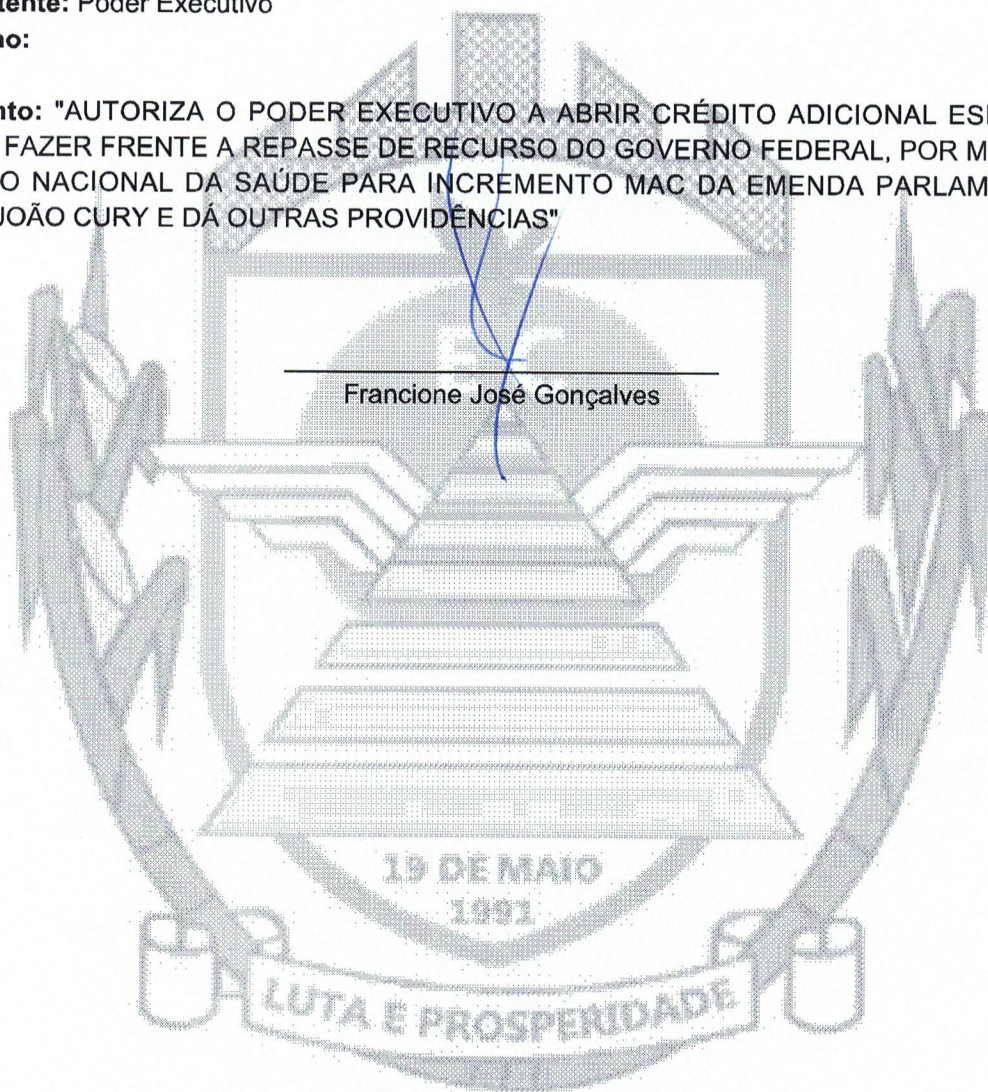 tente: Poder Executivo
no:
nto: "AUTORIZA O PODER EXECUTIVO A ABRIR CRÉDITO ADICIONAL ESI
FAZER FRENTE A REPASSE DE RECURSO DO GOVERNO FEDERAL, POR M
O NACIONAL DA SAÚDE PARA INCREMENTO MAC DA EMENDA PARLAM
JOÃO CURY E DÁ OUTRAS PROVIDÊNCIAS"
Francione José Gonçalves
19 DE MAIO
1991
LUTA E PROSPERIDADE